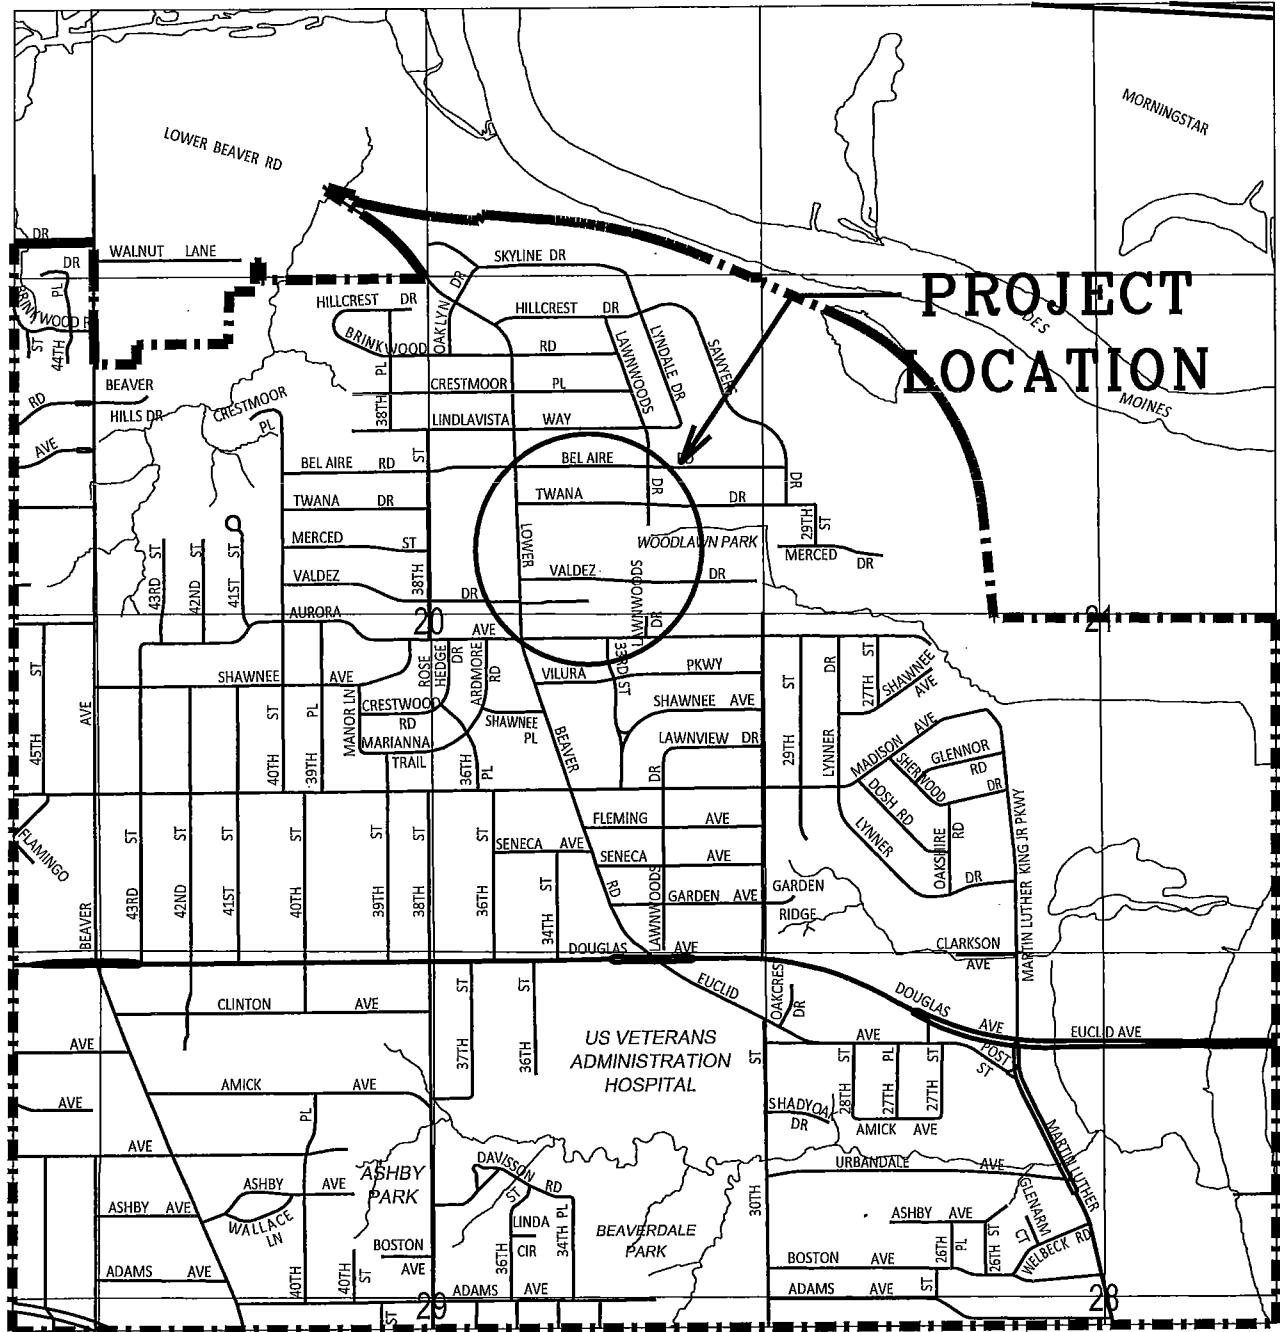 MORNINGSTAR
LOWER BEAVER RD
DR
WALNUT LANE
SKYLINE DR
DR
PL
DR
PROJECT
LOCATION
HILLCREST DR
HILLCREST DR
OAKLYN
DES
MOINES
BRINKWOOD RD
LAWNWOODS
LYNDALE DR
SAWYERS
ST
44TH
PL
38TH
CRESTMOOR PL
BEAVER
HILLS DR
RD
AVE
CRESTMOOR
PL
LINDLAVISTA WAY
BEL AIRE RD
ST
BEL AIRE RD
TWANA DR
TWANA DR
DR
DR
29TH ST
MERCED ST
LOWER
WOODLAWN PARK
MERCED
DR
43RD ST
42ND ST
41ST ST
VALDEZ
DR
38TH
VALDEZ DR
LAWNWOODS
DR
AURORA
20
AVE
21
ST
45TH
AVE
SHAWNEE AVE
ROSE
HEDGE
DR
ARDMORE
RD
33RD ST
VILURA PKWY
ST
29TH
DR
LYNNER
ST
27TH
SHAWNEE
AVE
ST
40TH
PL
39TH
MANOR LN
CRESTWOOD
RD
MARIANNA
TRAIL
SHAWNEE
PL
SHAWNEE AVE
LAWNVIEW DR
BEAVER
36TH
PL
DR
MADISON AVE
GLENNOR
RD
SHERWOOD
DR
DOSH RD
LYNNER
OAKSHIRE
RD
DR
MARTIN LUTHER KING JR PKWY
FLAMINGO
BEAVER
43RD ST
42ND ST
41ST ST
40TH ST
39TH ST
38TH ST
36TH ST
FLEMING AVE
SENECA AVE
SENECA AVE
34TH ST
RD
GARDEN AVE
GARDEN
RIDGE
LAWNWOODS
DOUGLAS AVE
CLARKSON
AVE
EUCLID
OAKCREST
DR
DOUGLAS
AVE
EUCLID AVE
CLINTON AVE
37TH ST
36TH ST
US VETERANS
ADMINISTRATION
HOSPITAL
AVE
ST
AVE
28TH ST
27TH PL
27TH ST
POST
ST
AMICK AVE
AVE
PL
SHADYOAK
DR
AMICK AVE
AVE
ASHBY
PARK
DAVISSON
RD
ST
URBANDALE AVE
MARTIN LUTHER
ASHBY AVE
ASHBY AVE
WALLACE
LN
30TH
GLENARM
CT
LINDA
CIR
36TH
34TH PL
BEAVERDALE
PARK
ASHBY AVE
26TH
PL
26TH ST
WELBECK RD
BOSTON
AVE
BOSTON AVE
ADAMS AVE
40TH
40TH ST
ADAMS AVE
ADAMS AVE
ST
ST
29
28